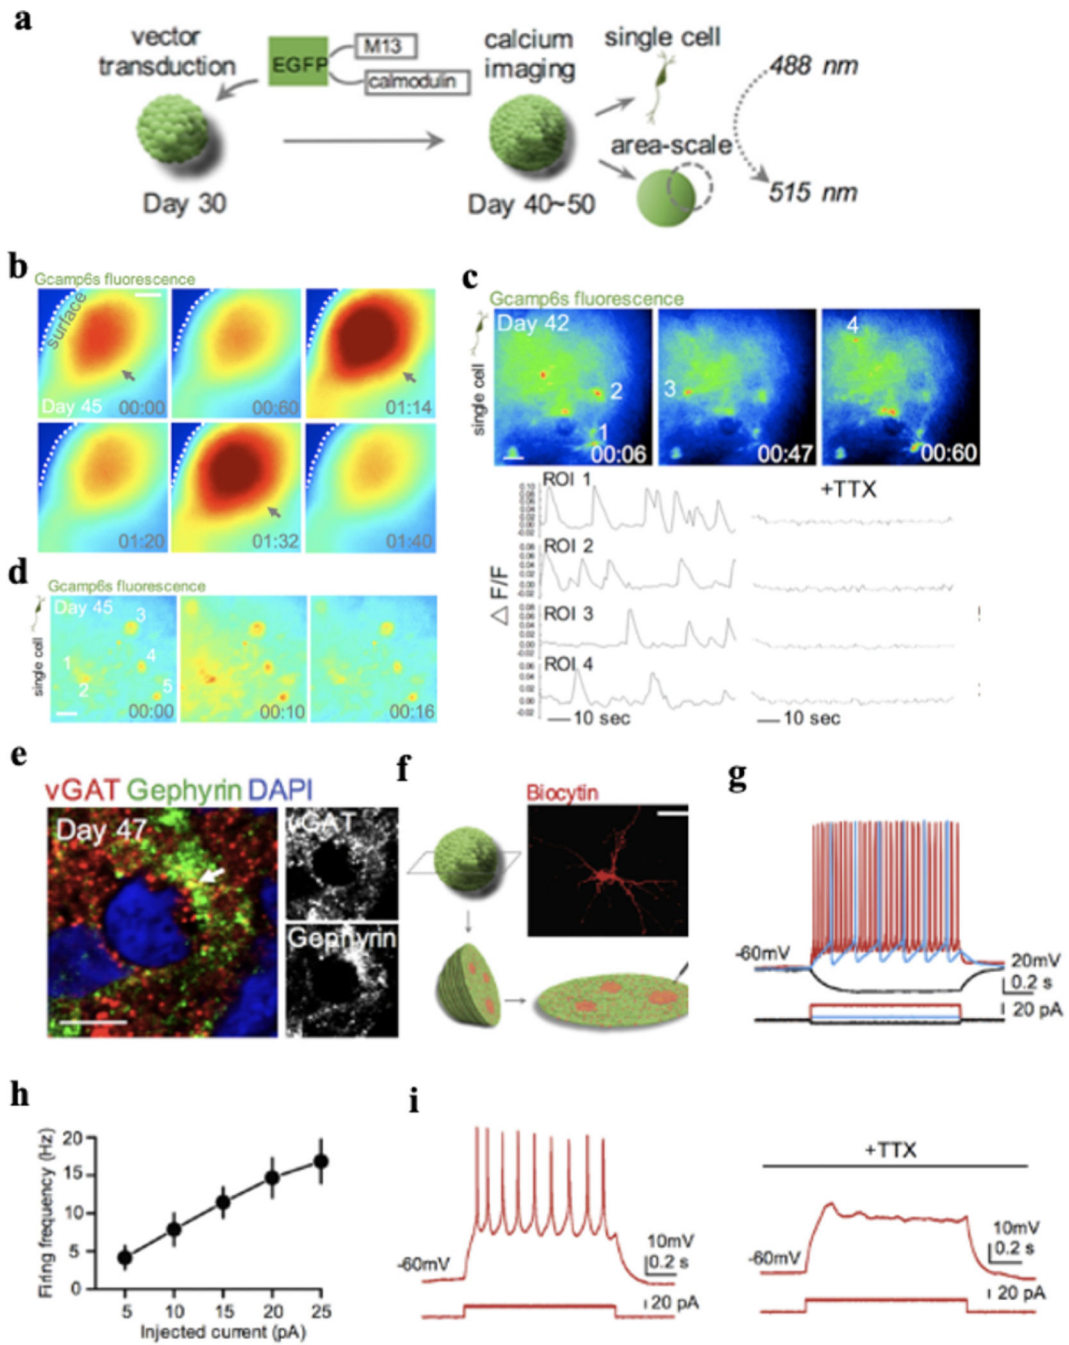 a
vector
transduction
EGFP
M13
calmodulin
Day 30
calcium
imaging
Day 40~50
single cell
area-scale
488 nm
515 nm
b
Gcamp6s fluorescence
surface
Day 45
00:00
00:60
01:14
01:20
01:32
01:40
c
Gcamp6s fluorescence
single cell
Day 42
2
1
00:06
3
00:47
4
00:60
ROI 1
+TTX
ROI 2
ROI 3
ROI 4
△ F/F
10 sec
10 sec
d
Gcamp6s fluorescence
single cell
Day 45
3
1
4
2
5
00:00
00:10
00:16
e
vGAT Gephyrin DAPI
Day 47
vGAT
Gephyrin
f
Biocytin
g
-60mV
20mV
0.2 s
20 pA
h
Firing frequency (Hz)
20
15
10
5
0
5 10 15 20 25
Injected current (pA)
i
-60mV
10mV
0.2 s
20 pA
+TTX
-60mV
10mV
0.2 s
20 pA